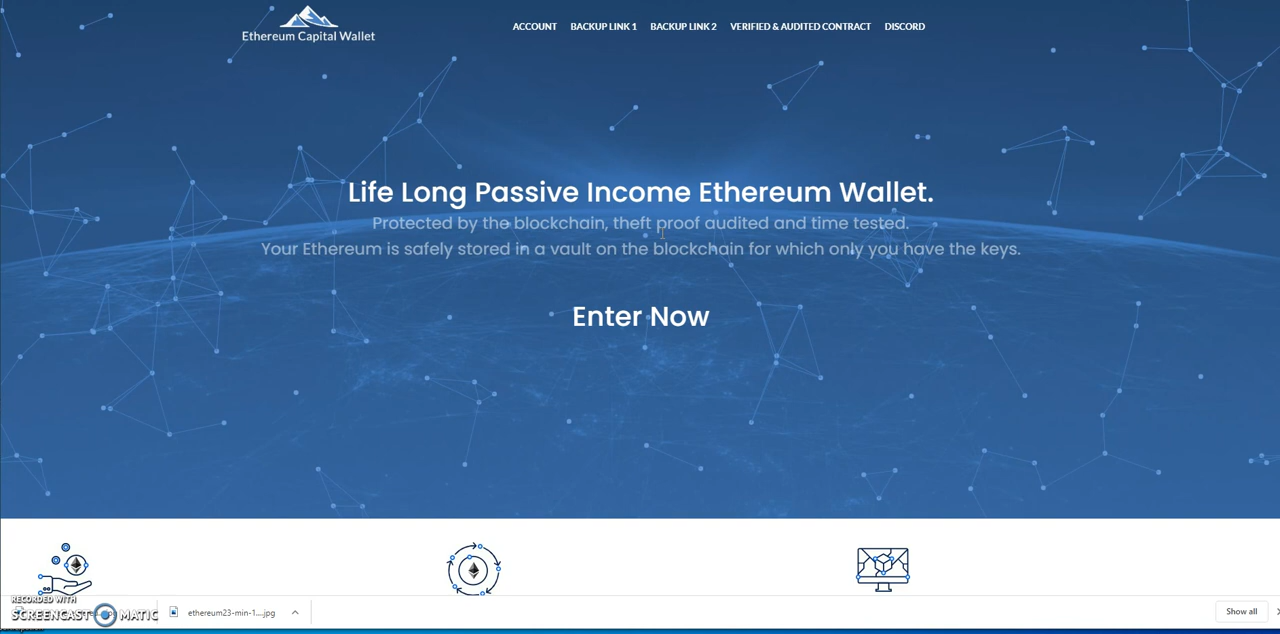 Ethereum Capital Wallet
ACCOUNT BACKUP LINK 1 BACKUP LINK 2 VERIFIED & AUDITED CONTRACT DISCORD
Life Long Passive Income Ethereum Wallet.
Protected by the blockchain, theft proof audited and time tested.
Your Ethereum is safely stored in a vault on the blockchain for which only you have the keys.
Enter Now
RECORDED WITH
SCREENCAST MATIC
ethereum23-min-1....jpg
Show all